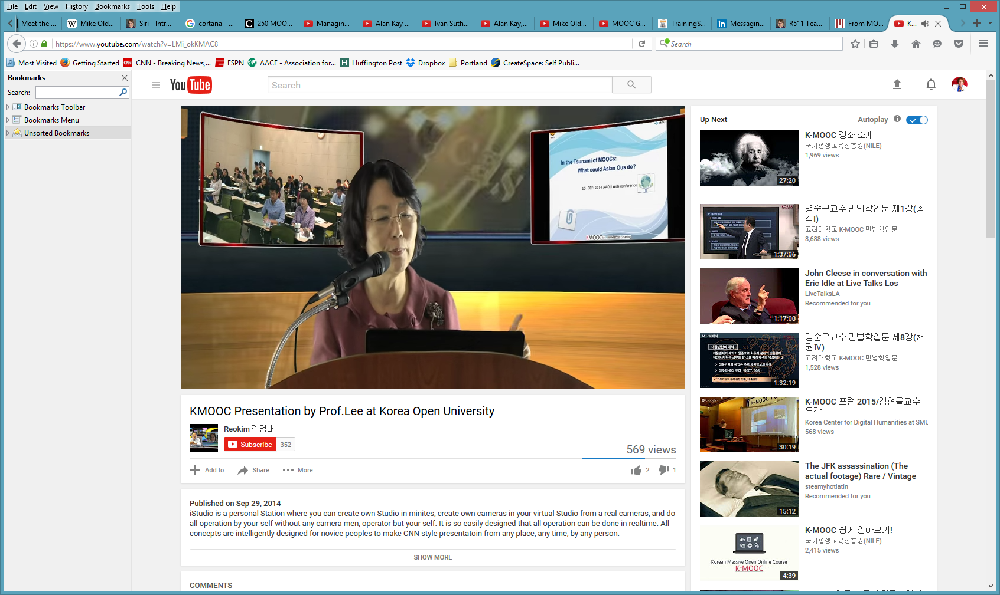 File Edit View History Bookmarks Tools Help
Meet the ... Mike Old... Siri - Intr... cortana - ... 250 MOO... Managin... Alan Kay ... Ivan Suth... Alan Kay,... Mike Old... MOOC G... TrainingS... Messagin... R511 Tea... From MO... K...
https://www.youtube.com/watch?v=LMi_okKMAC8
Search
Most Visited Getting Started CNN - Breaking News,... ESPN AACE - Association for... Huffington Post Dropbox Portland CreateSpace: Self Publi...
Bookmarks
Search:
Bookmarks Toolbar
Bookmarks Menu
Unsorted Bookmarks
YouTube
Search
In the Tsunami of MOOCs:
What could Asian Ous do?
15 SEP. 2014 AAOU Web conference
KMOOC for Knowledge Sharing
KMOOC Presentation by Prof.Lee at Korea Open University
Reokim 김영대
Subscribe 352
569 views
Add to Share More 2 1
Published on Sep 29, 2014
iStudio is a personal Station where you can create own Studio in minites, create own cameras in your virtual Studio from a real cameras, and do
all operation by your-self without any camera men, operator but your self. It is so easily designed that all operation can be done in realtime. All
concepts are intelligently designed for novice peoples to make CNN style presentatoin from any place, any time, by any person.
SHOW MORE
COMMENTS
Up Next Autoplay
K-MOOC 강좌 소개
국가평생교육진흥원(NILE)
1,969 views
27:20
명순구교수 민법학입문 제1강(총
칙I)
고려대학교 K-MOOC 민법학입문
8,688 views
1:37:06
John Cleese in conversation with
Eric Idle at Live Talks Los
LiveTalksLA
Recommended for you
1:17:00
명순구교수 민법학입문 제8강(채
권Ⅳ)
고려대학교 K-MOOC 민법학입문
1,528 views
1:32:19
K-MOOC 포럼 2015/김형률교수
특강
Korea Center for Digital Humanities at SMU
568 views
30:19
The JFK assassination (The
actual footage) Rare / Vintage
steamyhotlatin
Recommended for you
15:12
K-MOOC 쉽게 알아보기!
국가평생교육진흥원(NILE)
2,415 views
Korean Massive Open Online Course
K-MOOC
4:39